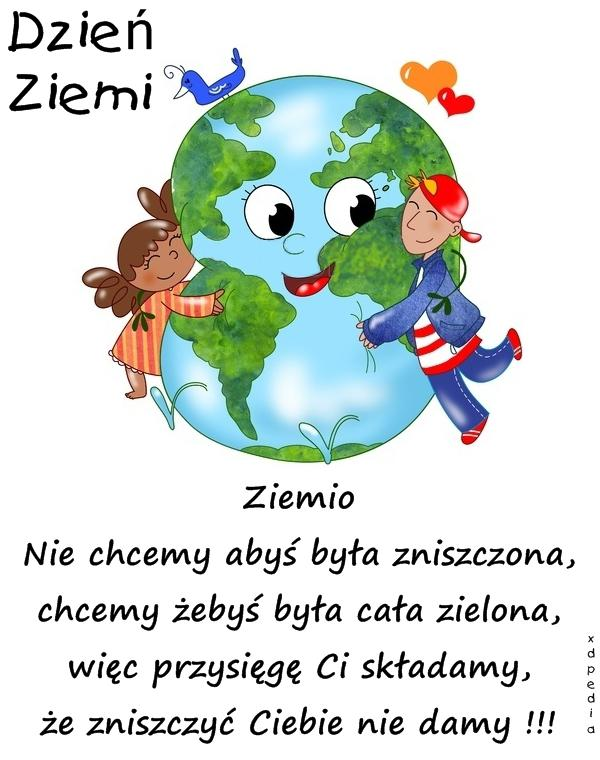 Dzień
Ziemi
Ziemio
Nie chcemy abyś była zniszczona,
chcemy żebyś była cała zielona,
więc przysięgę Ci składamy,
że zniszczyć Ciebie nie damy !!!
xdpedia